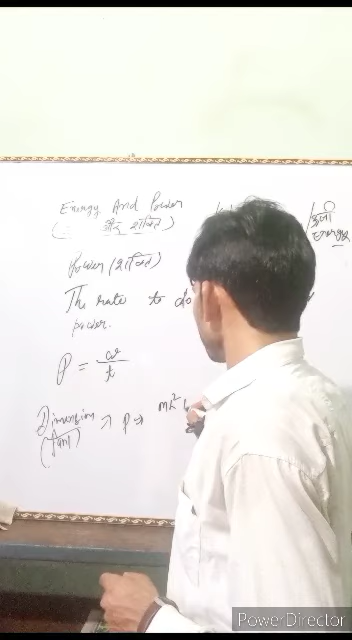 Energy And Power
और शक्ति)
ऊर्जा
Power (शक्ति)
The rate to do
power.
P = w/t
Dimension
P ⇒ ML²
PowerDirector